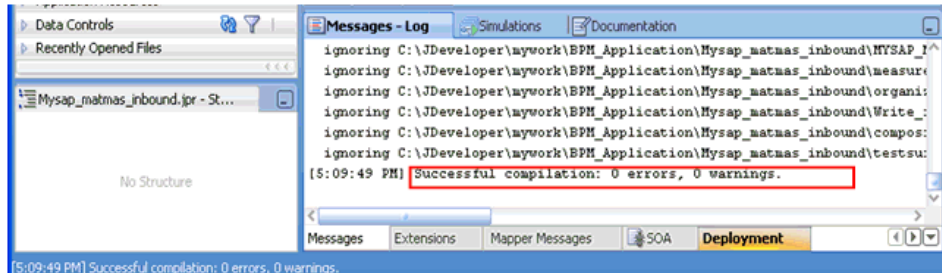 Data Controls
Recently Opened Files
Mysap_matmas_inbound.jpr - St...
No Structure
Messages - Log
Simulations
Documentation
ignoring C:\JDeveloper\mywork\BPM_Application\Mysap_matmas_inbound\MYSAP_
ignoring C:\JDeveloper\mywork\BPM_Application\Mysap_matmas_inbound\measure
ignoring C:\JDeveloper\mywork\BPM_Application\Mysap_matmas_inbound\organis
ignoring C:\JDeveloper\mywork\BPM_Application\Mysap_matmas_inbound\Write_
ignoring C:\JDeveloper\mywork\BPM_Application\Mysap_matmas_inbound\compos
ignoring C:\JDeveloper\mywork\BPM_Application\Mysap_matmas_inbound\testsu
[5:09:49 PM] Successful compilation: 0 errors, 0 warnings.
Messages Extensions Mapper Messages SOA Deployment
[5:09:49 PM] Successful compilation: 0 errors, 0 warnings.